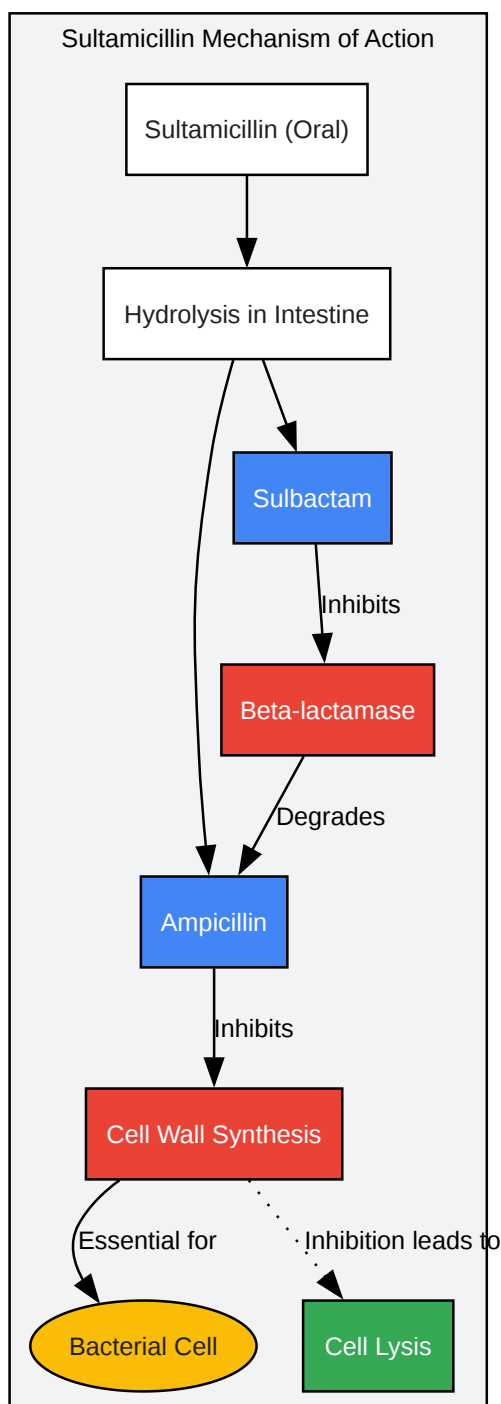 Sultamicillin Mechanism of Action
Sultamicillin (Oral)
Hydrolysis in Intestine
Sulbactam
Inhibits
Beta-lactamase
Degrades
Ampicillin
Inhibits
Cell Wall Synthesis
Essential for
Inhibition leads to
Bacterial Cell
Cell Lysis